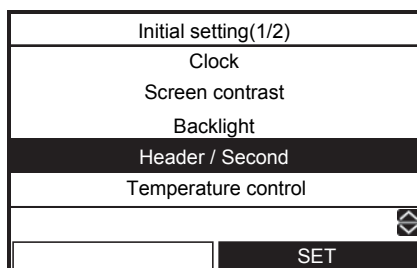 Initial setting(1/2)
Clock
Screen contrast
Backlight
Header / Second
Temperature control
SET